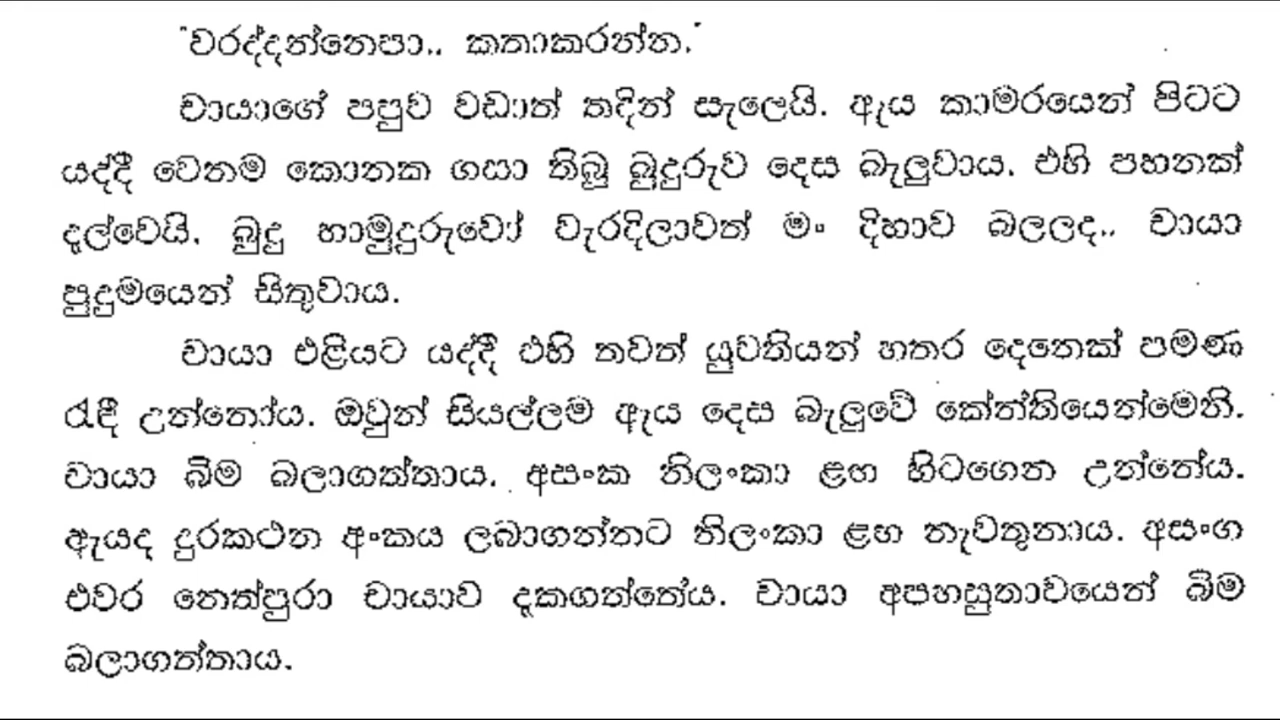 "වරද්දන්නෙපා.. කතාකරන්න."
චායාගේ පපුව වඩාත් තදින් සැලෙයි. ඇය කාමරයෙන් පිටට
යද්දී වෙනම කොනක ගසා තිබූ බුදුරුව දෙස බැලුවාය. එහි පහනක්
දැල්වෙයි. බුදු හාමුදුරුවෝ වැරදිලාවත් මං දිහාව බලලද.. චායා
පුදුමයෙන් සිතුවාය.
චායා එළියට යද්දී එහි තවත් යුවතියන් හතර දෙනෙක් පමණ
රැඳී උන්නෝය. ඔවුන් සියල්ලම ඇය දෙස බැලුවේ කේන්තියෙන්මෙනි.
චායා බිම බලාගත්තාය. අසංක තිලංකා ළඟ හිටගෙන උන්නේය.
ඇයද දුරකථන අංකය ලබාගන්නට තිලංකා ළඟ නැවතුනාය. අසංග
එවර නෙත්පුරා චායාව දැකගත්තේය. චායා අපහසුතාවයෙන් බිම
බලාගත්තාය.